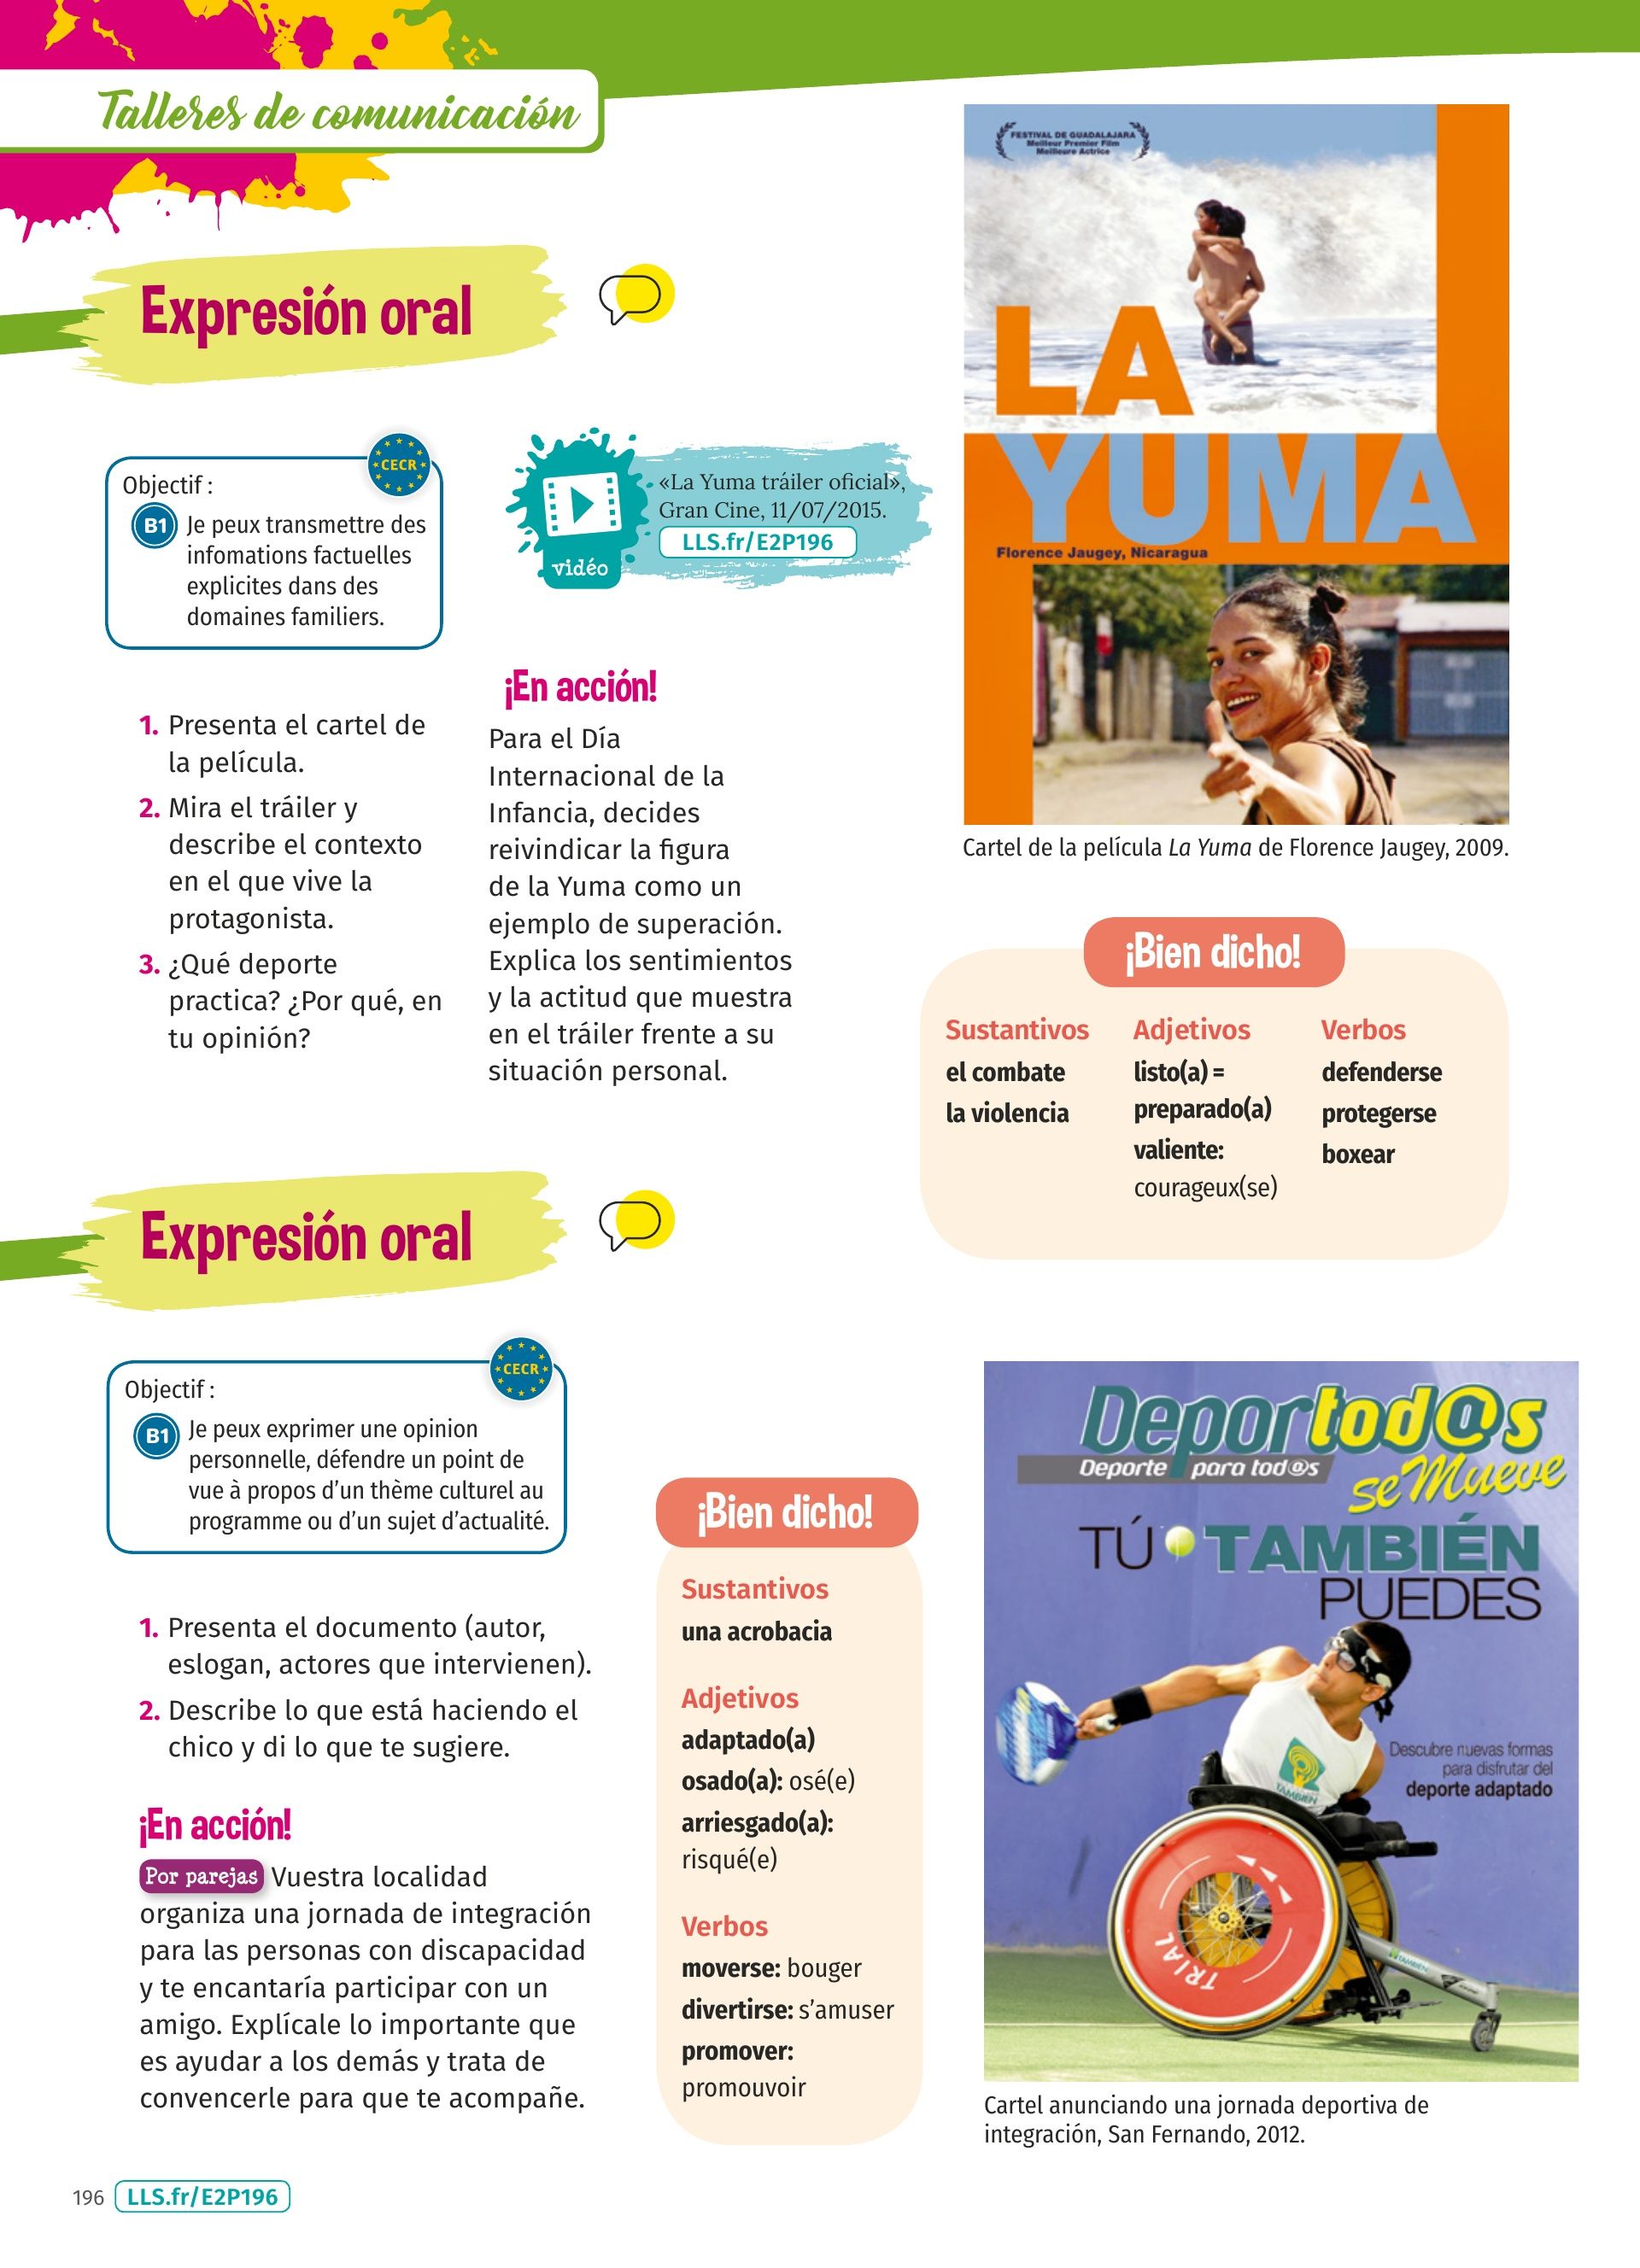 Talleres de comunicación
Expresión oral
Objectif :
CECR
B1 Je peux transmettre des
infomations factuelles
explicites dans des
domaines familiers.
1. Presenta el cartel de
la película.
2. Mira el tráiler y
describe el contexto
en el que vive la
protagonista.
3. ¿Qué deporte
practica? ¿Por qué, en
tu opinión?
vidéo
«La Yuma tráiler oficial»,
Gran Cine, 11/07/2015.
LLS.fr/E2P196
¡En acción!
Para el Día
Internacional de la
Infancia, decides
reivindicar la figura
de la Yuma como un
ejemplo de superación.
Explica los sentimientos
y la actitud que muestra
en el tráiler frente a su
situación personal.
FESTIVAL DE GUADALAJARA
Meilleur Premier Film
Meilleure Actrice
LA
YUMA
Florence Jaugey, Nicaragua
Cartel de la película La Yuma de Florence Jaugey, 2009.
¡Bien dicho!
Sustantivos
el combate
la violencia
Adjetivos
listo(a) =
preparado(a)
valiente:
courageux(se)
Verbos
defenderse
protegerse
boxear
Expresión oral
Objectif :
CECR
B1 Je peux exprimer une opinion
personnelle, défendre un point de
vue à propos d'un thème culturel au
programme ou d'un sujet d'actualité.
1. Presenta el documento (autor,
eslogan, actores que intervienen).
2. Describe lo que está haciendo el
chico y di lo que te sugiere.
¡En acción!
Por parejas Vuestra localidad
organiza una jornada de integración
para las personas con discapacidad
y te encantaría participar con un
amigo. Explícale lo importante que
es ayudar a los demás y trata de
convencerle para que te acompañe.
¡Bien dicho!
Sustantivos
una acrobacia
Adjetivos
adaptado(a)
osado(a): osé(e)
arriesgado(a):
risqué(e)
Verbos
moverse: bouger
divertirse: s'amuser
promover:
promouvoir
Deportod@s
Deporte para tod@s
se Mueve
TÚ TAMBIÉN
PUEDES
Descubre nuevas formas
para disfrutar del
deporte adaptado
TAMBIÉN
TRIAL
TAMBIÉN
Cartel anunciando una jornada deportiva de
integración, San Fernando, 2012.
196 LLS.fr/E2P196